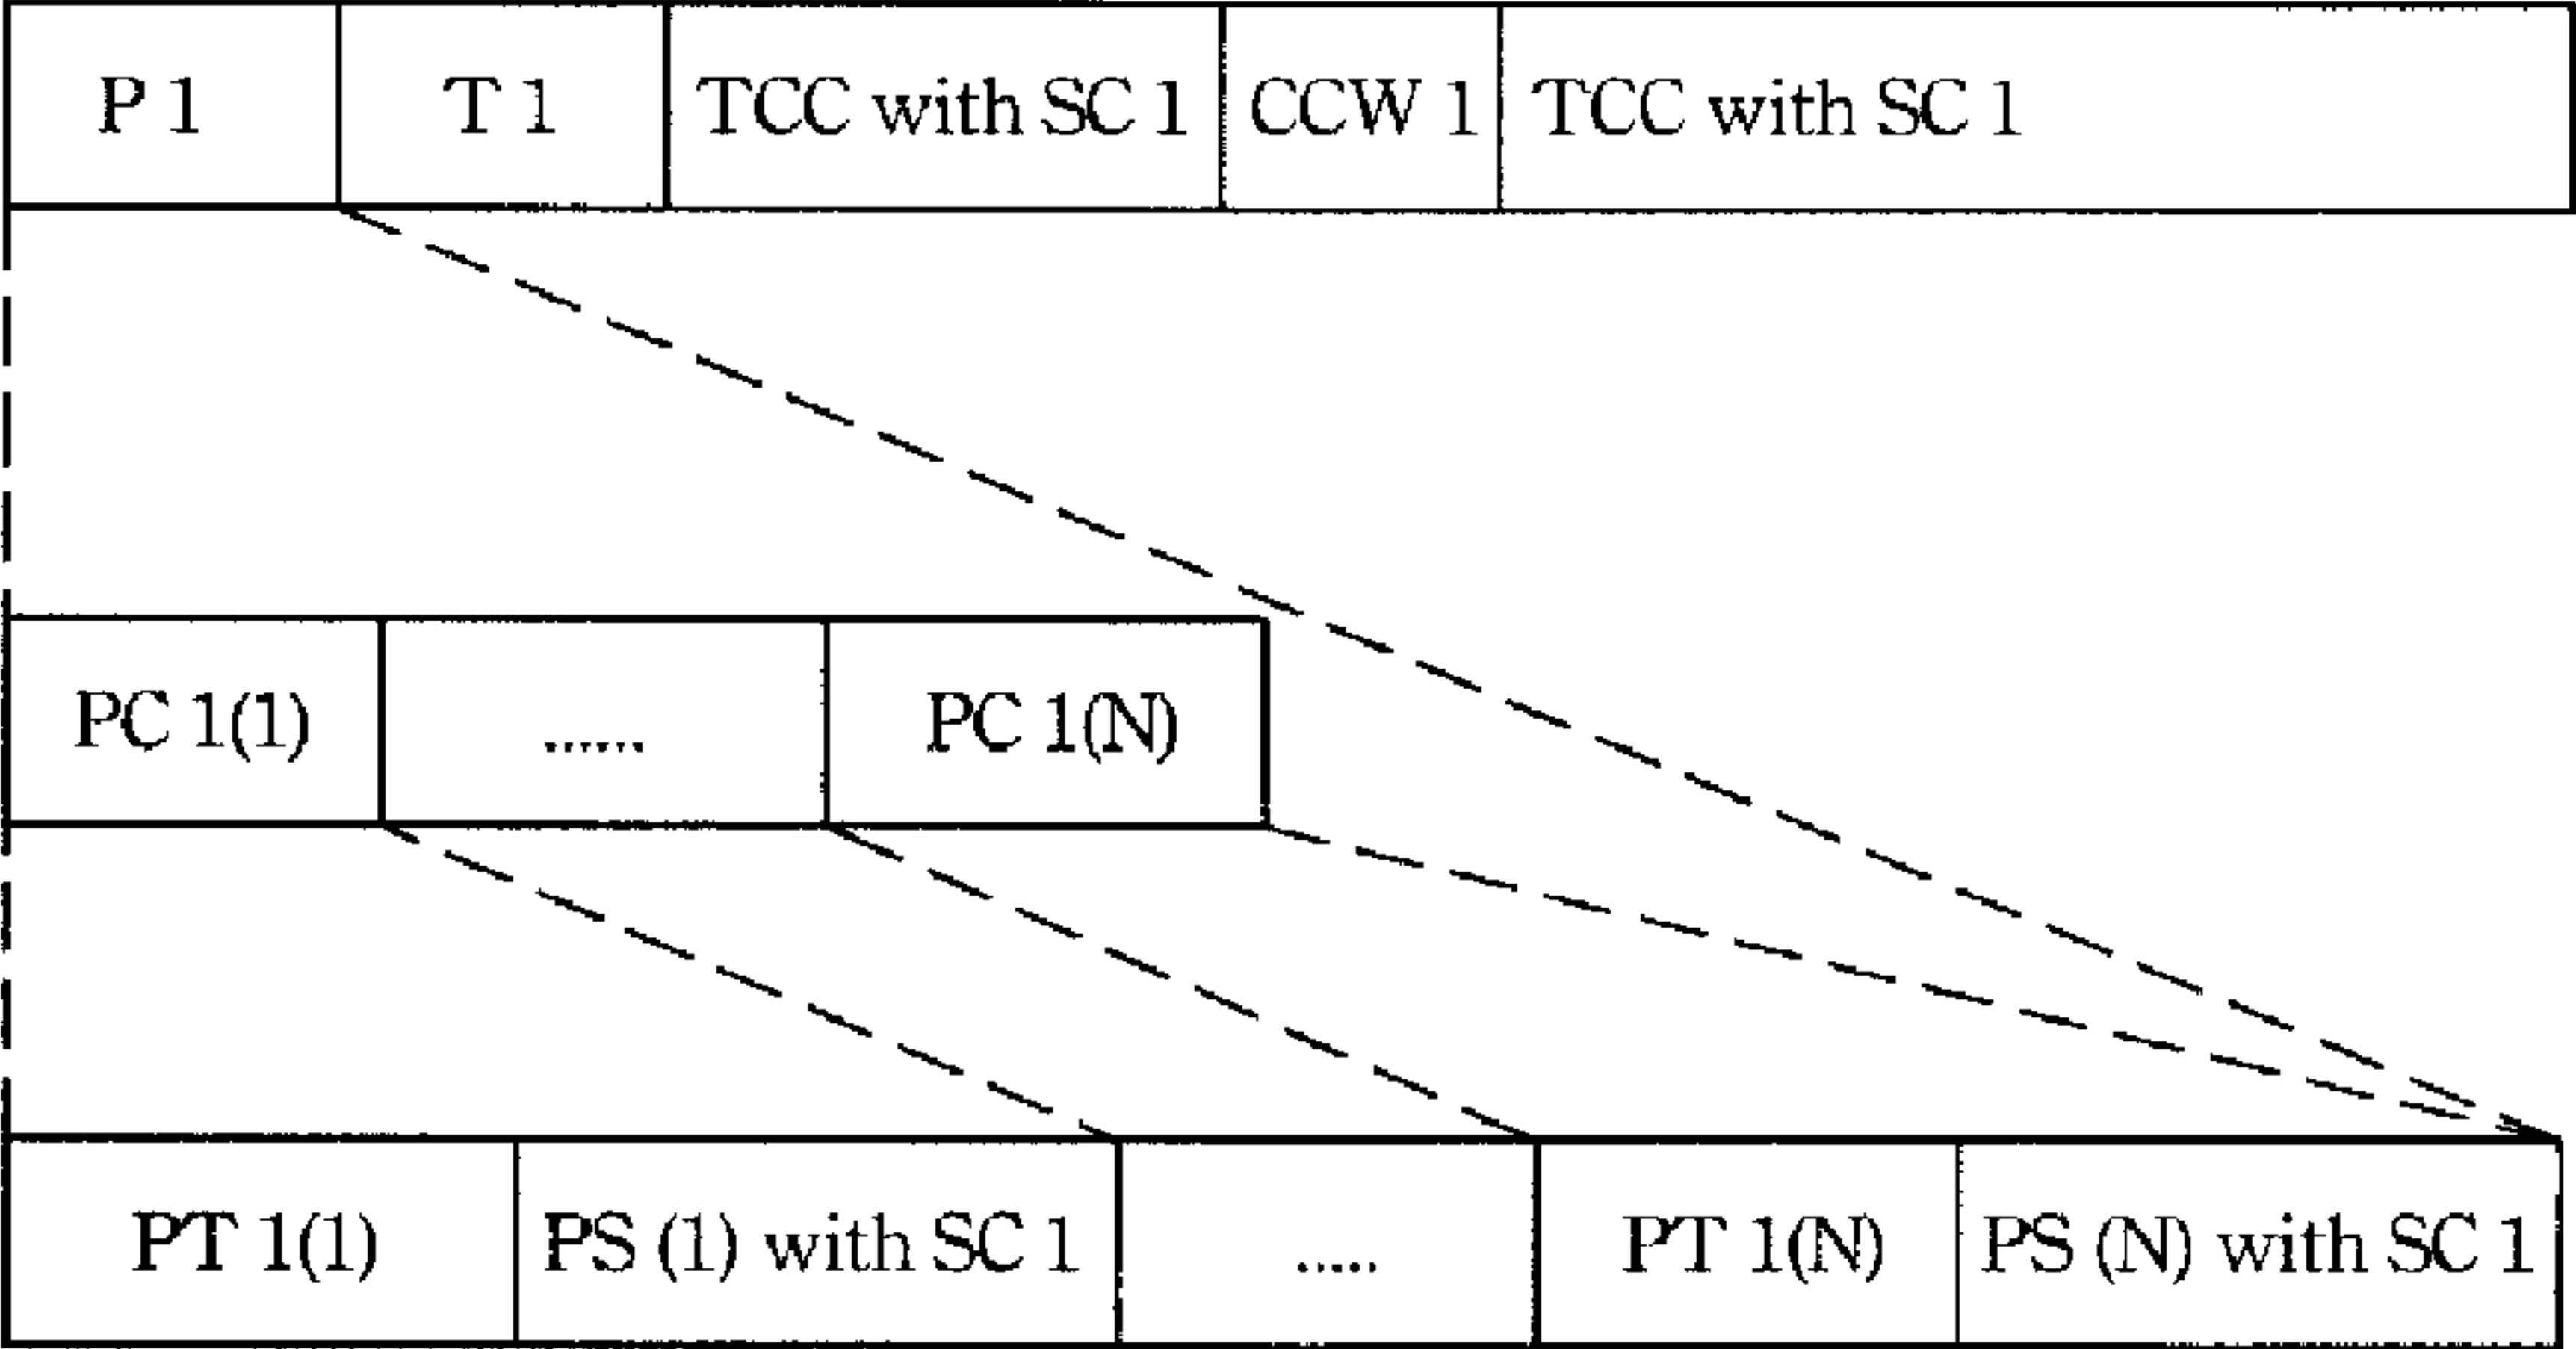 P 1 T 1 TCC with SC 1 CCW 1 TCC with SC 1
PC 1(1) ...... PC 1(N)
PT 1(1) PS (1) with SC 1 ..... PT 1(N) PS (N) with SC 1